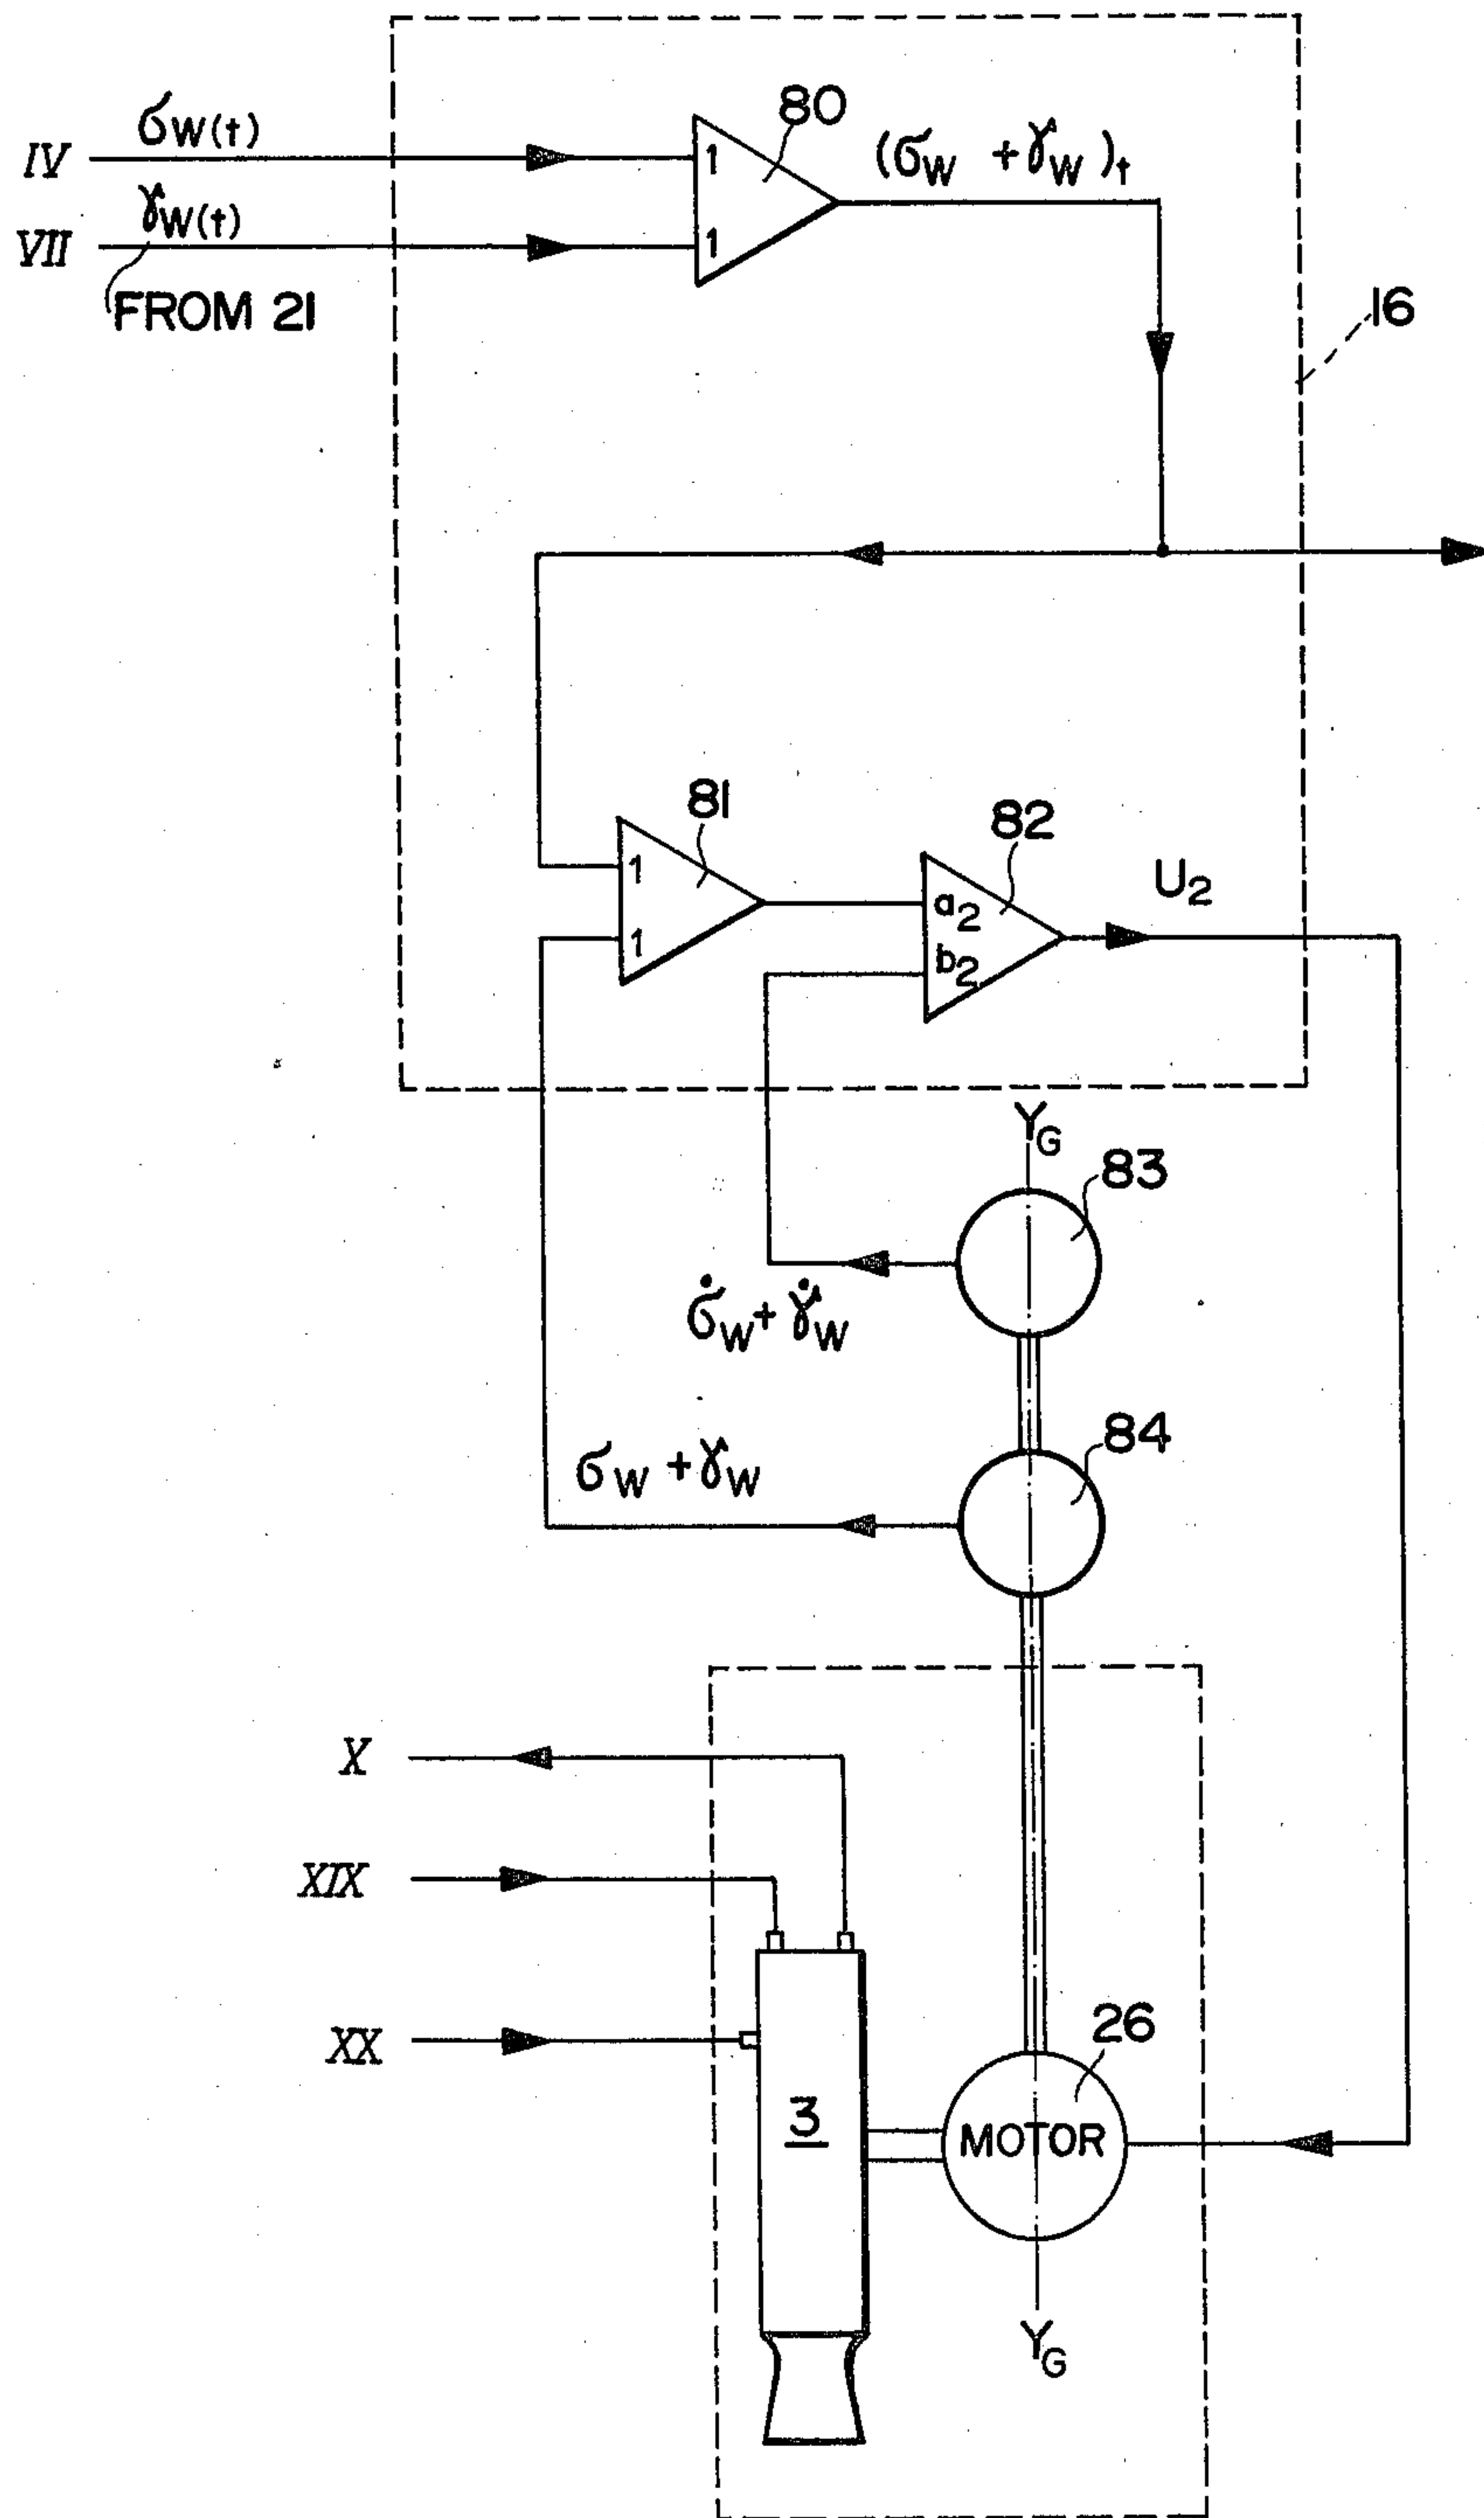 σW(t)
80
IV
1
(σW +γW)t
γW(t)
VII
1
FROM 21
16
81
82
1
a2
U2
1
b2
YG
83
σ̇W+γ̇W
84
σW+γW
X
XIX
XX
26
3
MOTOR
YG